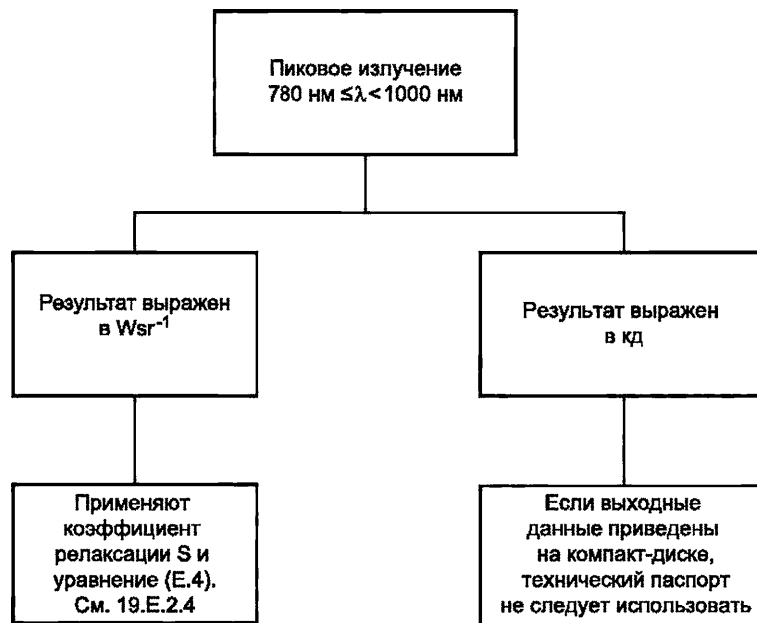 Пиковое излучение
780 нм ≤λ<1000 нм
Результат выражен
в Wsr⁻¹
Результат выражен
в кд
Применяют
коэффициент
релаксации S и
уравнение (E.4).
См. 19.E.2.4
Если выходные
данные приведены
на компакт-диске,
технический паспорт
не следует использовать